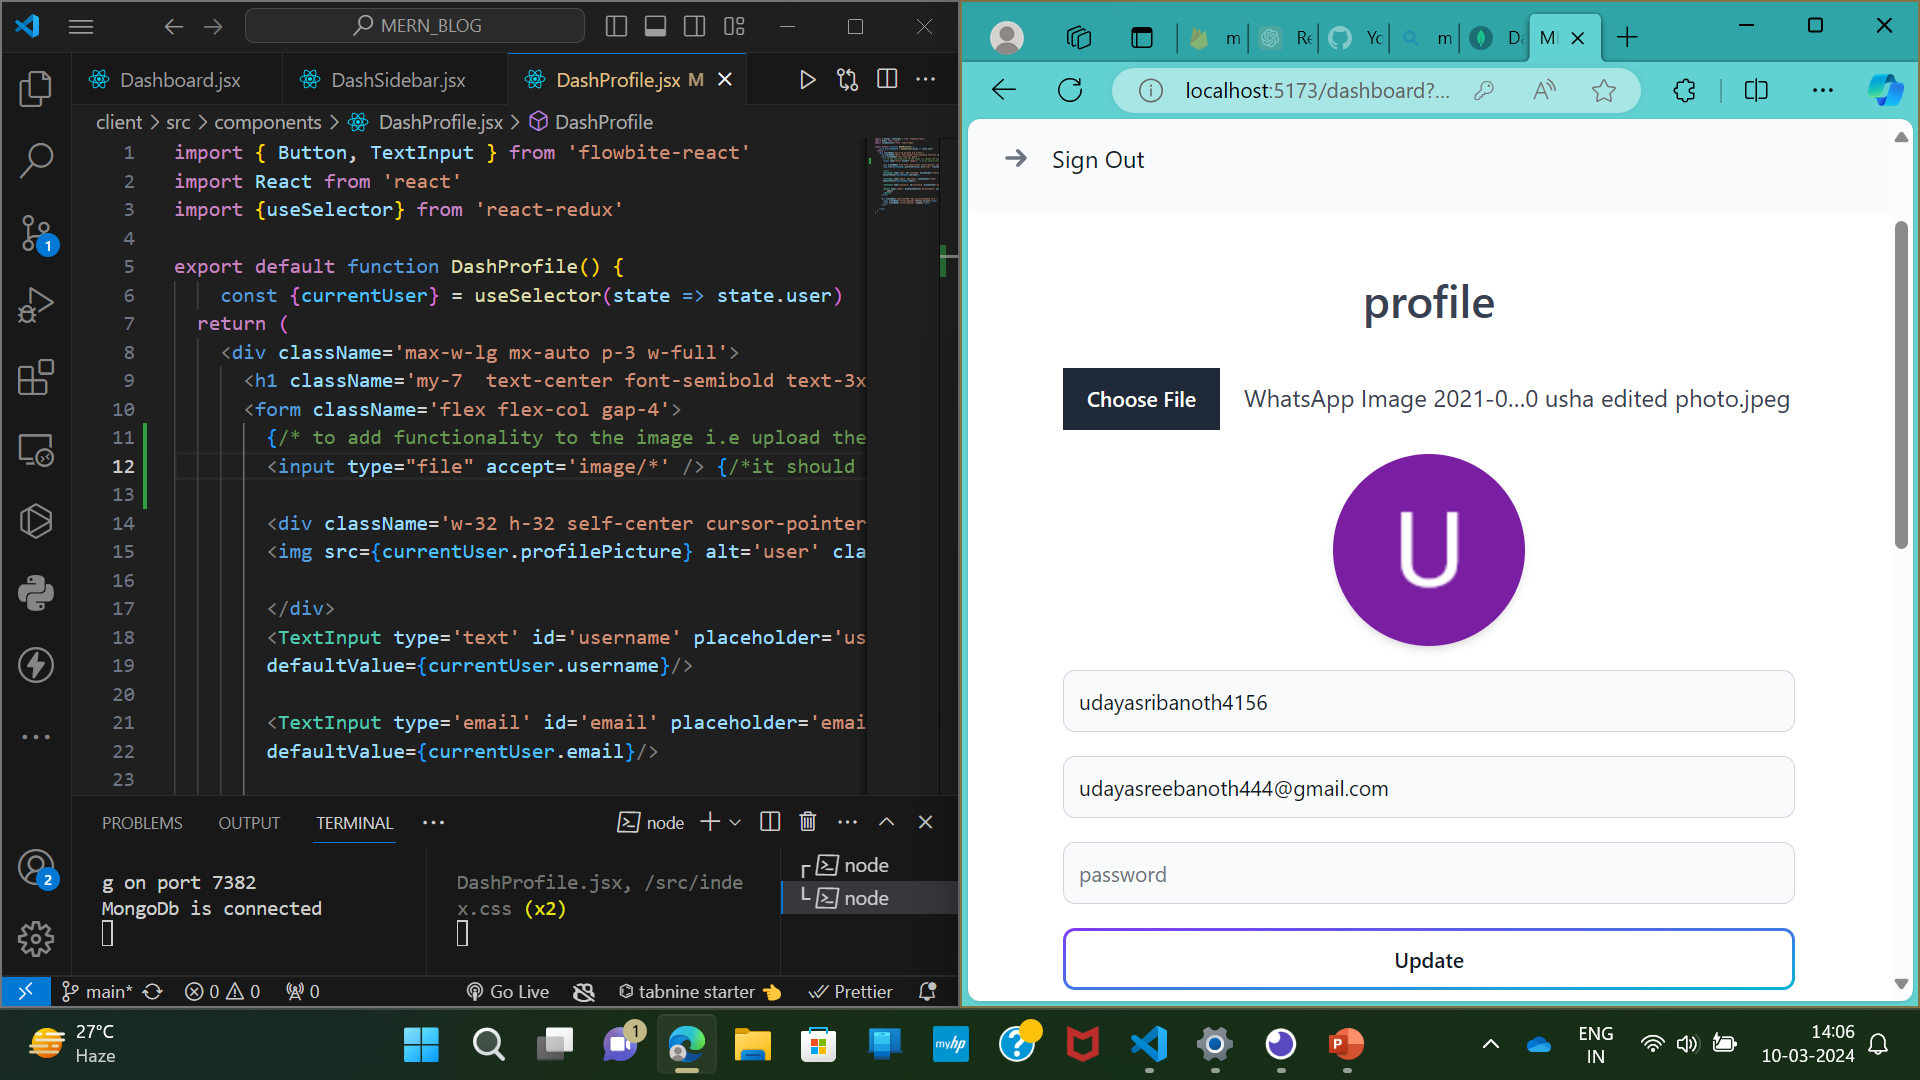 MERN_BLOG
Dashboard.jsx
DashSidebar.jsx
DashProfile.jsx M
client > src > components > DashProfile.jsx > DashProfile
1 import { Button, TextInput } from 'flowbite-react'
2 import React from 'react'
3 import {useSelector} from 'react-redux'
4
5 export default function DashProfile() {
6 const {currentUser} = useSelector(state => state.user)
7 return (
8 <div className='max-w-lg mx-auto p-3 w-full'>
9 <h1 className='my-7  text-center font-semibold text-3x
10 <form className='flex flex-col gap-4'>
11 {/* to add functionality to the image i.e upload the
12 <input type="file" accept='image/*' /> {/*it should
13
14 <div className='w-32 h-32 self-center cursor-pointer
15 <img src={currentUser.profilePicture} alt='user' cla
16
17 </div>
18 <TextInput type='text' id='username' placeholder='us
19 defaultValue={currentUser.username}/>
20
21 <TextInput type='email' id='email' placeholder='emai
22 defaultValue={currentUser.email}/>
23
PROBLEMS
OUTPUT
TERMINAL
node
g on port 7382
MongoDb is connected
DashProfile.jsx, /src/inde
x.css (x2)
node
node
1
2
main*
0
0
0
Go Live
tabnine starter
Prettier
m
Re
Yc
m
Da
MI
localhost:5173/dashboard?...
Sign Out
profile
Choose File
WhatsApp Image 2021-0...0 usha edited photo.jpeg
U
udayasribanoth4156
udayasreebanoth444@gmail.com
password
Update
27°C
Haze
1
myhp
P
ENG
IN
14:06
10-03-2024